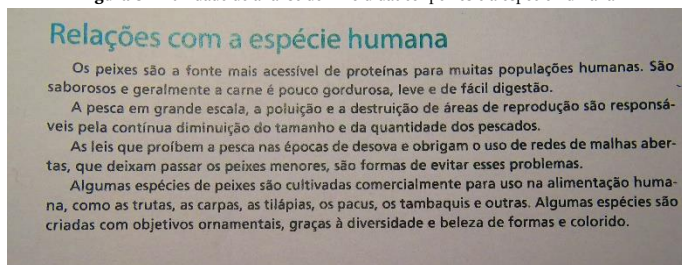 Relações com a espécie humana
Os peixes são a fonte mais acessível de proteínas para muitas populações humanas. São
saborosos e geralmente a carne é pouco gordurosa, leve e de fácil digestão.
A pesca em grande escala, a poluição e a destruição de áreas de reprodução são responsá-
veis pela contínua diminuição do tamanho e da quantidade dos pescados.
As leis que proíbem a pesca nas épocas de desova e obrigam o uso de redes de malhas aber-
tas, que deixam passar os peixes menores, são formas de evitar esses problemas.
Algumas espécies de peixes são cultivadas comercialmente para uso na alimentação huma-
na, como as trutas, as carpas, as tilápias, os pacus, os tambaquis e outras. Algumas espécies são
criadas com objetivos ornamentais, graças à diversidade e beleza de formas e colorido.